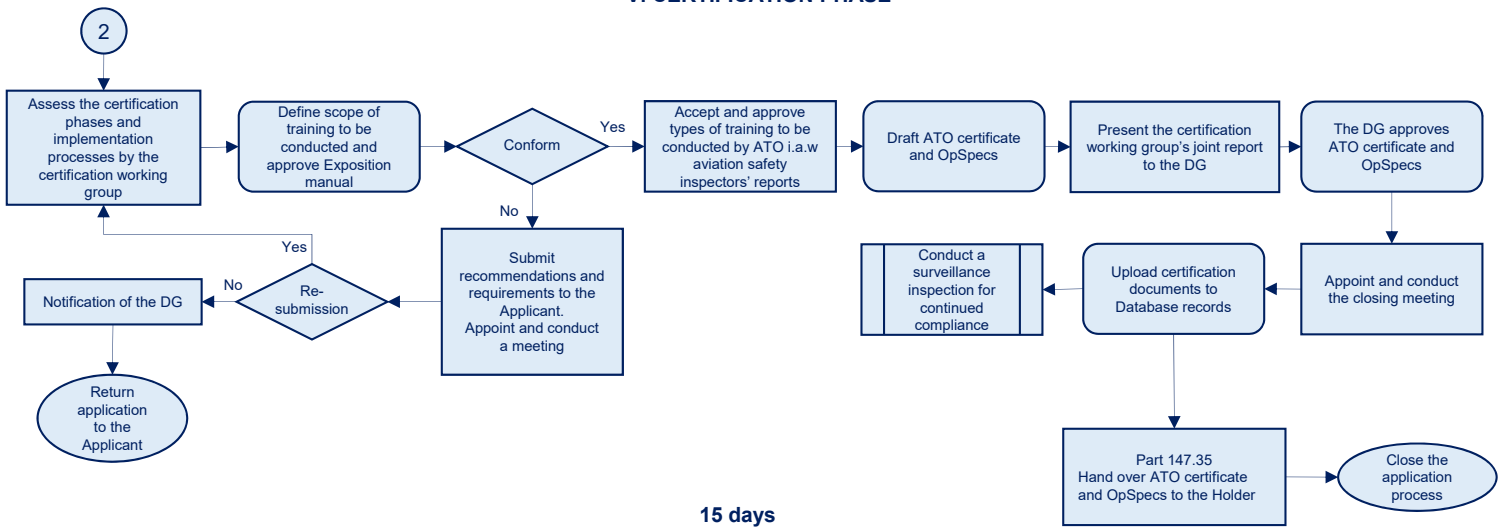 2
Assess the certification
phases and
implementation
processes by the
certification working
group
Define scope of
training to be
conducted and
approve Exposition
manual
Conform
Yes
No
Accept and approve
types of training to be
conducted by ATO i.a.w
aviation safety
inspectors' reports
Draft ATO certificate
and OpSpecs
Present the certification
working group's joint report
to the DG
The DG approves
ATO certificate and
OpSpecs
Submit
recommendations and
requirements to the
Applicant.
Appoint and conduct
a meeting
Re-
submission
Yes
No
Notification of the DG
Return
application
to the
Applicant
Appoint and conduct
the closing meeting
Upload certification
documents to
Database records
Conduct a
surveillance
inspection for
continued
compliance
Part 147.35
Hand over ATO certificate
and OpSpecs to the Holder
Close the
application
process
15 days